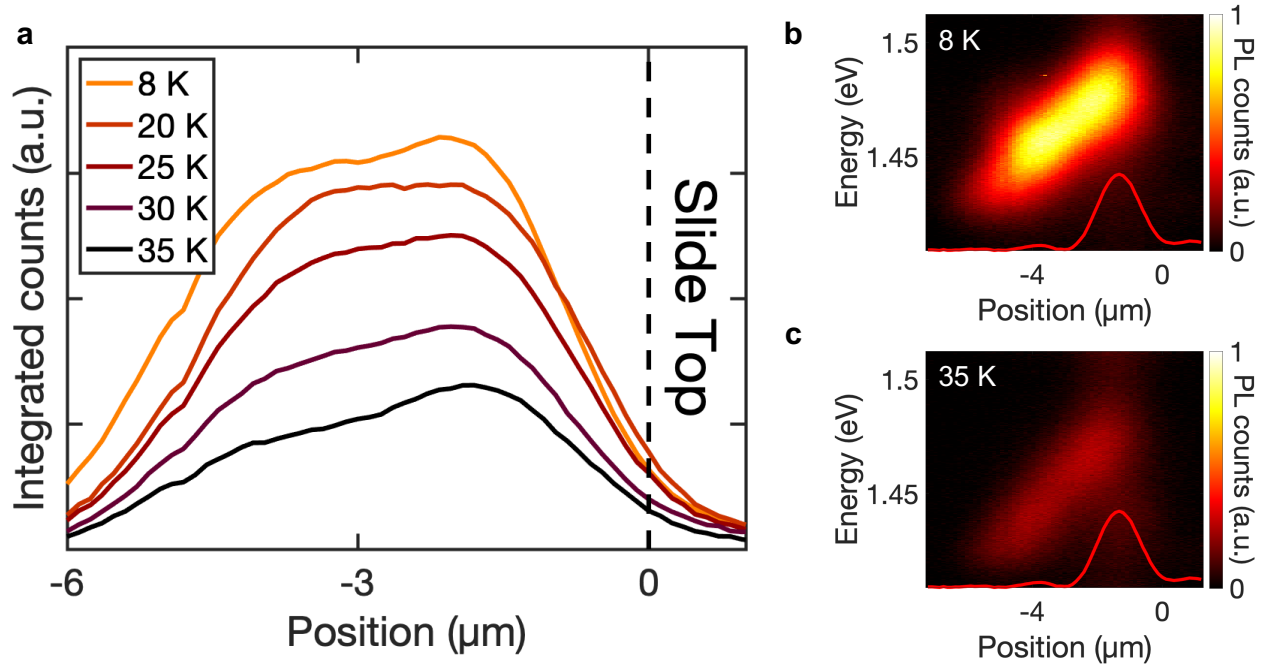 a
Integrated counts (a.u.)
8 K
20 K
25 K
30 K
35 K
Slide Top
-6
-3
0
Position (µm)
b
8 K
1.5
1.45
Energy (eV)
-4
0
Position (µm)
1
0
PL counts (a.u.)
c
35 K
1.5
1.45
Energy (eV)
-4
0
Position (µm)
1
0
PL counts (a.u.)